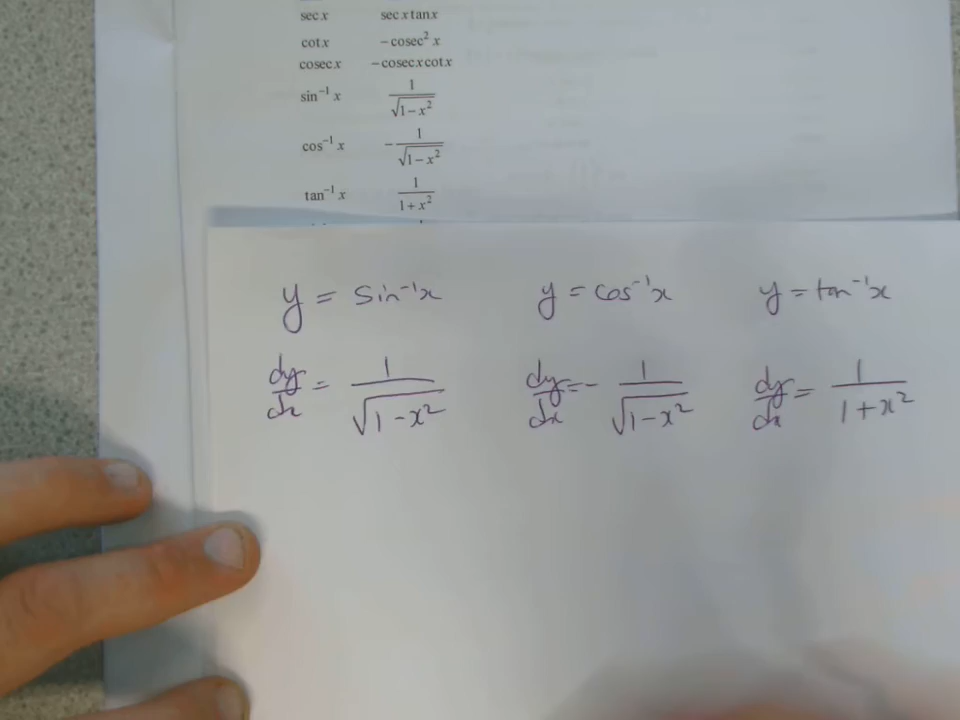 sec x sec x tan x
cot x −cosec² x
cosec x −cosec x cot x
sin⁻¹ x 1/√(1−x²)
cos⁻¹ x −1/√(1−x²)
tan⁻¹ x 1/(1+x²)
y = sin⁻¹x y = cos⁻¹x y = tan⁻¹x
dy/dx = 1/√(1−x²) dy/dx = −1/√(1−x²) dy/dx = 1/(1+x²)